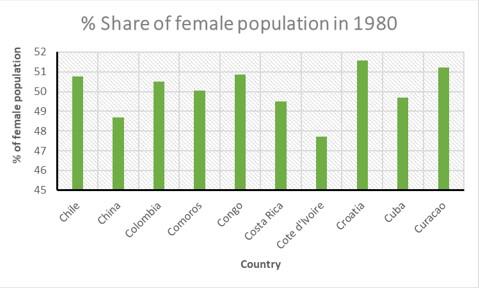 % Share of female population in 1980
% of female population
52
51
50
49
48
47
46
45
Chile
China
Colombia
Comoros
Congo
Costa Rica
Cote d'Ivoire
Croatia
Cuba
Curacao
Country